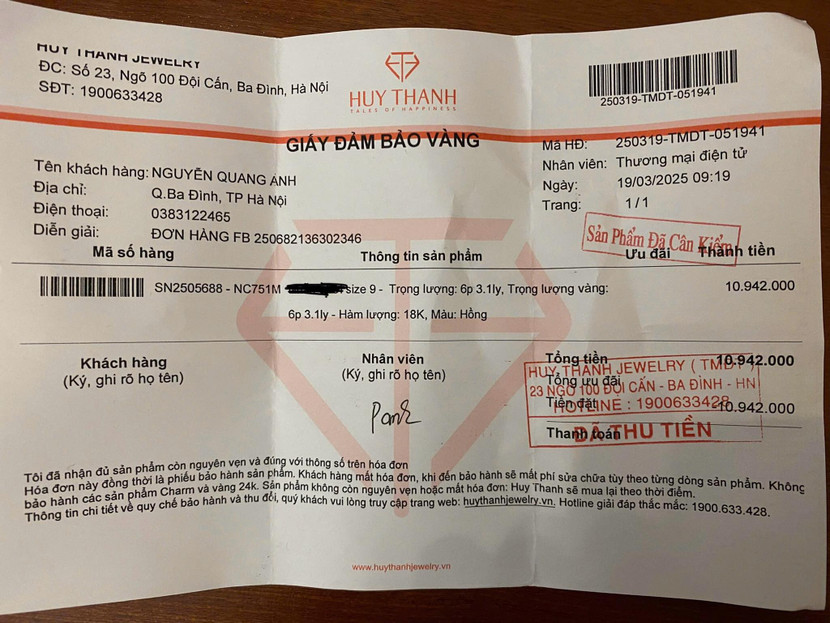 HUY THANH JEWELRY
ĐC: Số 23, Ngõ 100 Đội Cấn, Ba Đình, Hà Nội
SĐT: 1900633428
HUY THANH
TALES OF HAPPINESS
250319-TMDT-051941
GIẤY ĐẢM BẢO VÀNG
Mã HĐ: 250319-TMDT-051941
Nhân viên: Thương mại điện tử
Ngày: 19/03/2025 09:19
Trang: 1/1
Tên khách hàng: NGUYỄN QUANG ÁNH
Địa chỉ: Q.Ba Đình, TP Hà Nội
Điện thoại: 0383122465
Diễn giải: ĐƠN HÀNG FB 250682136302346
Sản Phẩm Đã Cân Kiểm
Mã số hàng Thông tin sản phẩm Ưu đãi Thành tiền
SN2505688 - NC751M size 9 - Trọng lượng: 6p 3.1ly, Trọng lượng vàng: 10.942.000
6p 3.1ly - Hàm lượng: 18K, Màu: Hồng
Khách hàng
(Ký, ghi rõ họ tên)
Nhân viên
(Ký, ghi rõ họ tên)
Tổng tiền 10.942.000
Tổng ưu đãi
Tiền đặt -10.942.000
Thanh toán
HUY THANH JEWELRY ( TMDT )
23 NGÕ 100 ĐỘI CẤN - BA ĐÌNH - HN
HOTLINE : 1900633428
ĐÃ THU TIỀN
Tôi đã nhận đủ sản phẩm còn nguyên vẹn và đúng với thông số trên hóa đơn
Hóa đơn này đồng thời là phiếu bảo hành sản phẩm. Khách hàng mất hóa đơn, khi đến bảo hành sẽ mất phí sửa chữa tùy theo từng dòng sản phẩm. Không
bảo hành các sản phẩm Charm và vàng 24k. Sản phẩm không còn nguyên vẹn hoặc mất hóa đơn: Huy Thanh sẽ mua lại theo thời điểm.
Thông tin chi tiết về quy chế bảo hành và thu đổi, quý khách vui lòng truy cập trang web: huythanhjewelry.vn. Hotline giải đáp thắc mắc: 1900.633.428.
www.huythanhjewelry.vn